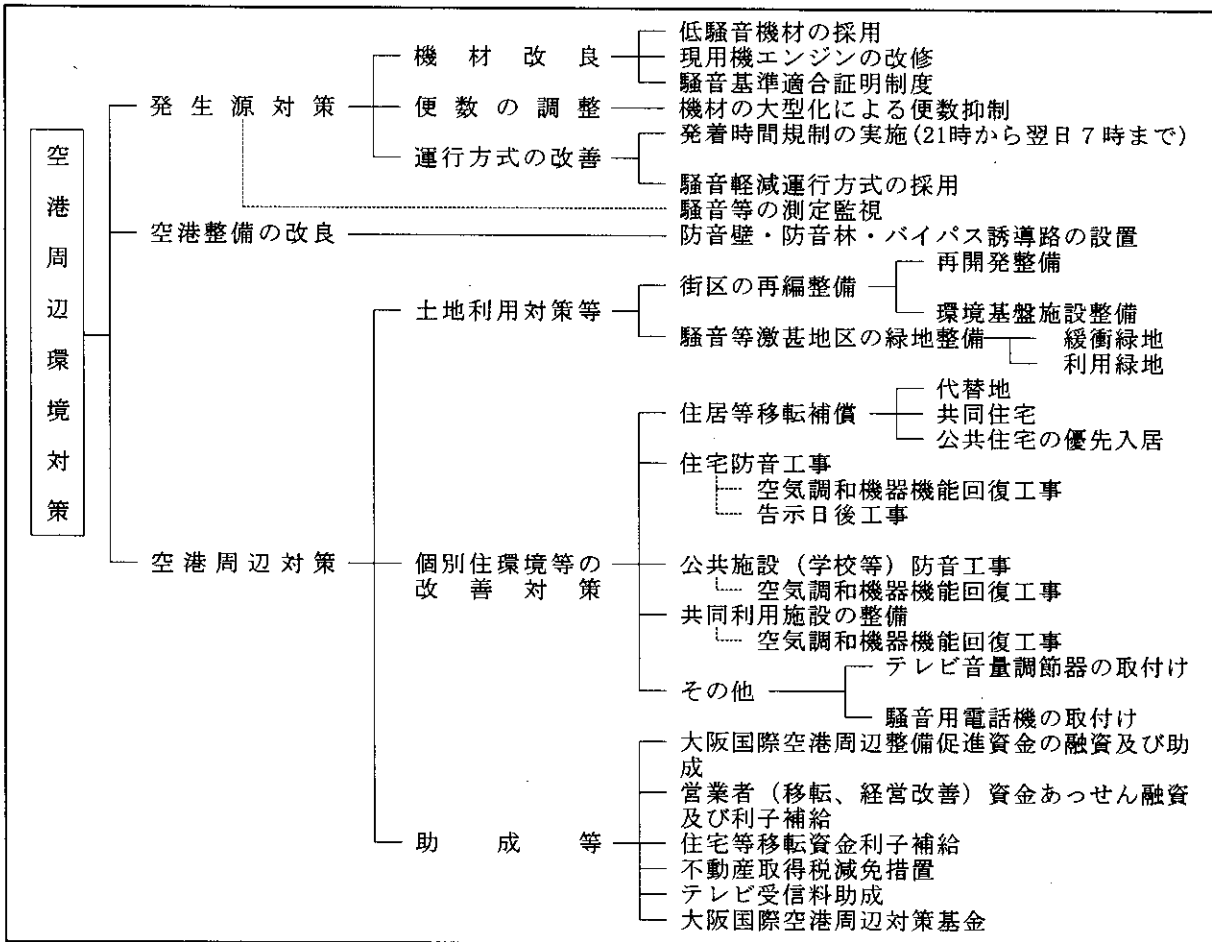 空港周辺環境対策
発生源対策
機材改良
低騒音機材の採用
現用機エンジンの改修
騒音基準適合証明制度
便数の調整
機材の大型化による便数抑制
運行方式の改善
発着時間規制の実施(21時から翌日7時まで)
騒音軽減運行方式の採用
騒音等の測定監視
空港整備の改良
防音壁・防音林・バイパス誘導路の設置
空港周辺対策
土地利用対策等
街区の再編整備
再開発整備
環境基盤施設整備
騒音等激甚地区の緑地整備
緩衝緑地
利用緑地
個別住環境等の
改善対策
住居等移転補償
代替地
共同住宅
公共住宅の優先入居
住宅防音工事
空気調和機器機能回復工事
告示日後工事
公共施設(学校等)防音工事
空気調和機器機能回復工事
共同利用施設の整備
空気調和機器機能回復工事
その他
テレビ音量調節器の取付け
騒音用電話機の取付け
助成等
大阪国際空港周辺整備促進資金の融資及び助
成
営業者(移転、経営改善)資金あっせん融資
及び利子補給
住宅等移転資金利子補給
不動産取得税減免措置
テレビ受信料助成
大阪国際空港周辺対策基金